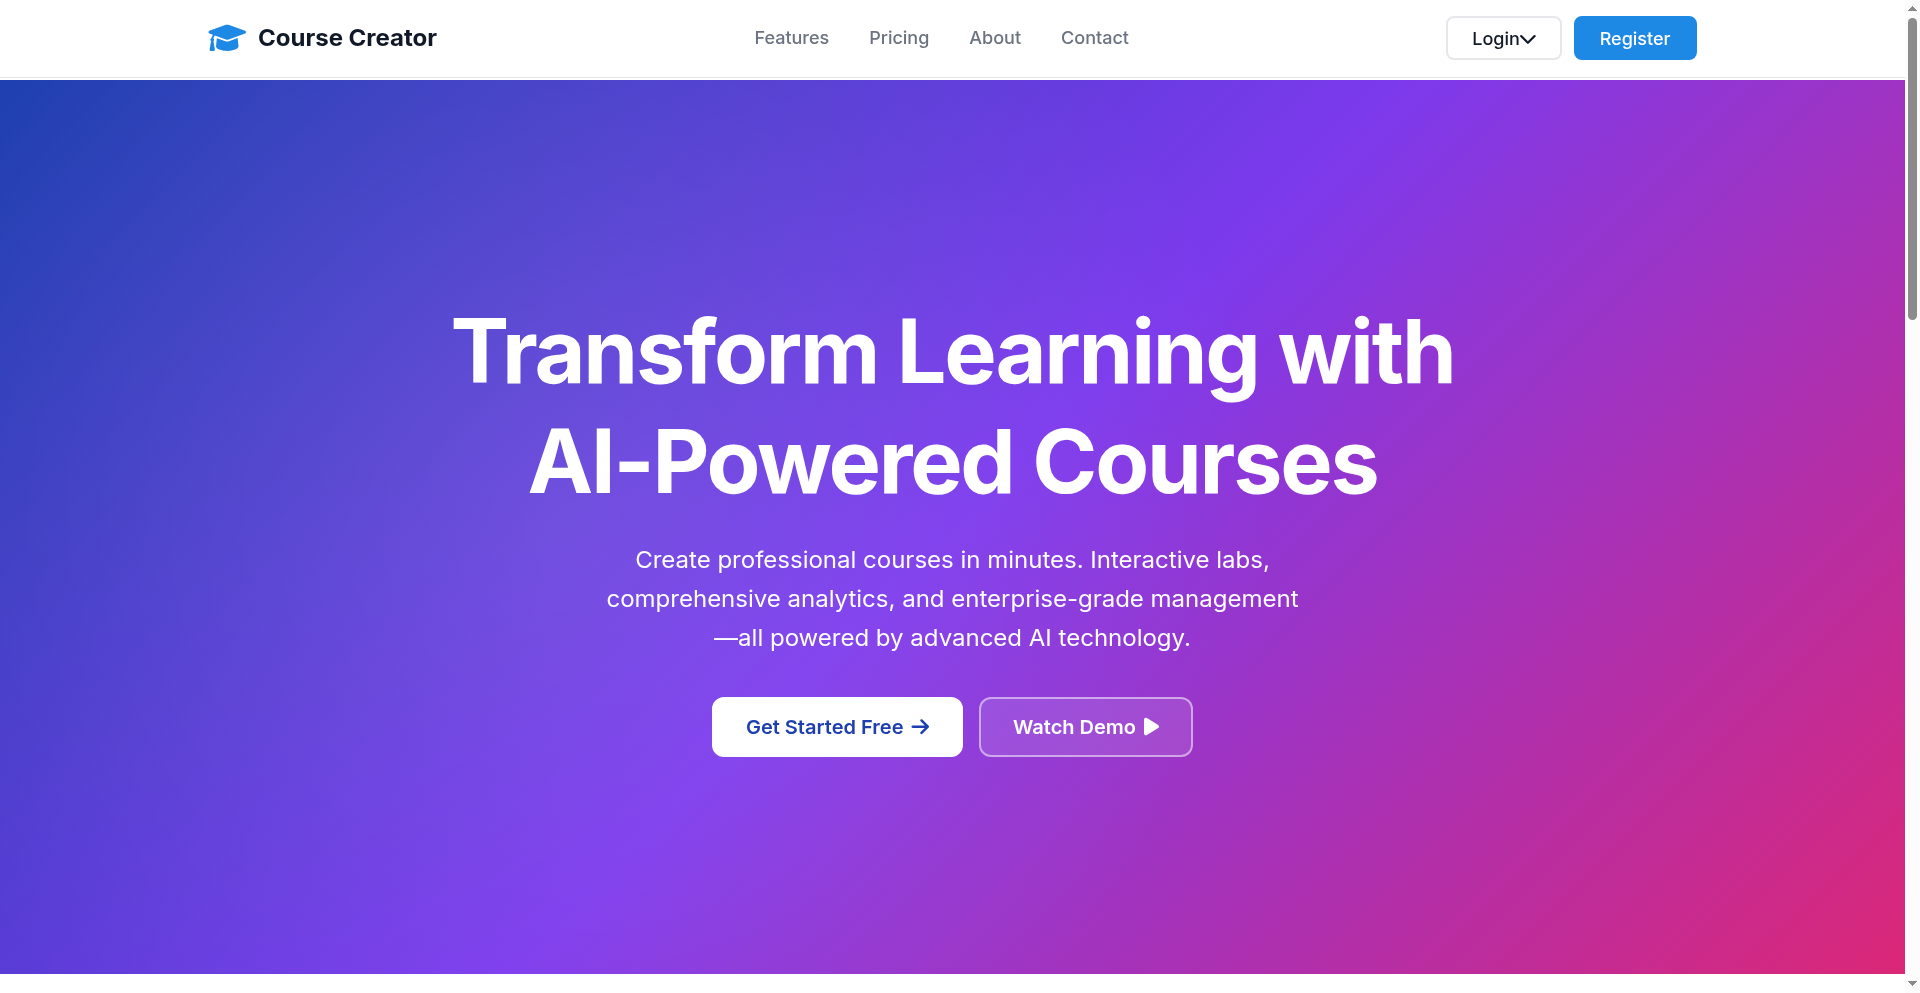 Course Creator
Features
Pricing
About
Contact
Login
Register
Transform Learning with
AI-Powered Courses
Create professional courses in minutes. Interactive labs,
comprehensive analytics, and enterprise-grade management
—all powered by advanced AI technology.
Get Started Free
Watch Demo